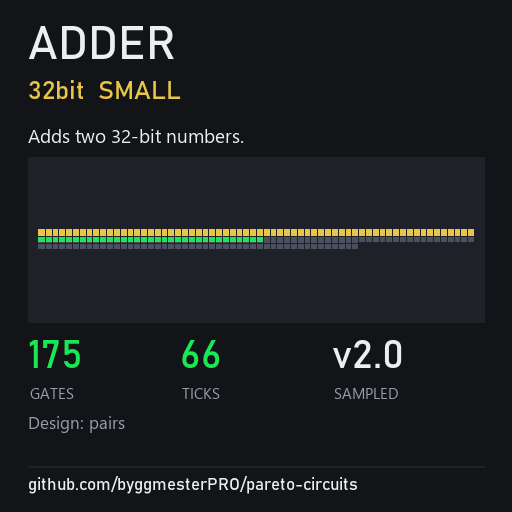 ADDER
32bit SMALL
Adds two 32-bit numbers.
175 66 v2.0
GATES TICKS SAMPLED
Design: pairs
github.com/byggmesterPRO/pareto-circuits